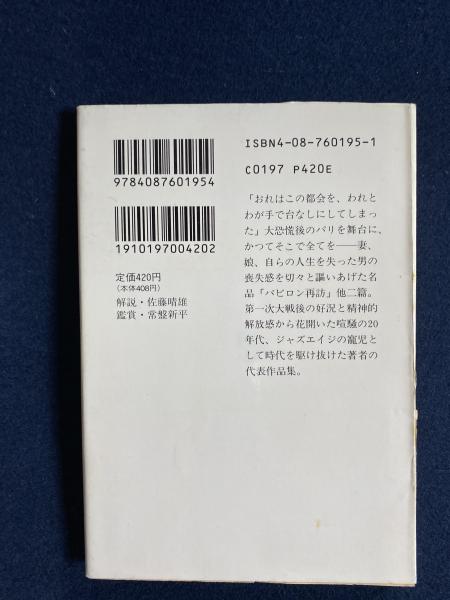 9784087601954
1910197004202
定価420円
(本体408円)
解説・佐藤晴雄
鑑賞・常盤新平
ISBN4-08-760195-1
C0197 P420E
「おれはこの都会を、われと
わが手で台なしにしてしまっ
た」大恐慌後のパリを舞台に、
かつてそこで全てを──妻、
娘、自らの人生を失った男の
喪失感を切々と謳いあげた名
品「バビロン再訪」他二篇。
第一次大戦後の好況と精神的
解放感から花開いた喧騒の20
年代、ジャズエイジの寵児と
して時代を駆け抜けた著者の
代表作品集。